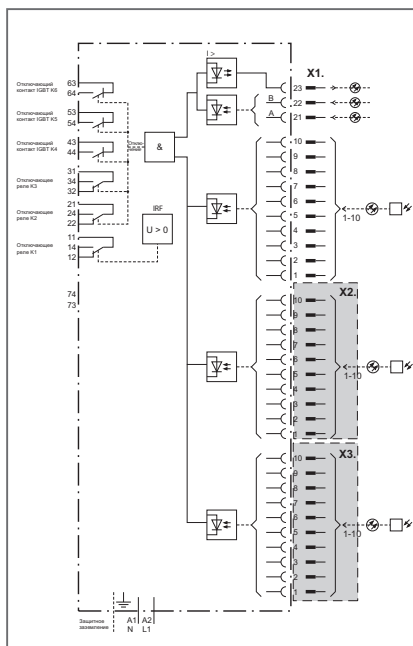 I >
X1.
63
Отключающий
контакт IGBT K6
64
23
B
22
A
21
53
Отключающий
контакт IGBT K5
54
Отклю-
чение
&
43
Отключающий
контакт IGBT K4
44
10
9
8
7
6
5
4
3
2
1
1-10
31
Отключающее
реле K3
34
32
21
Отключающее
реле K2
24
22
IRF
U > 0
11
Отключающее
реле K1
14
12
74
73
X2.
10
9
8
7
6
5
4
3
2
1
1-10
X3.
10
9
8
7
6
5
4
3
2
1
1-10
Защитное
заземление
A1 A2
N L1